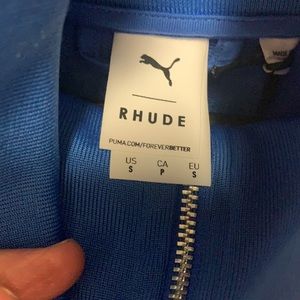 RHUDE
PUMA.COM/FOREVERBETTER
US CA EU
S P S